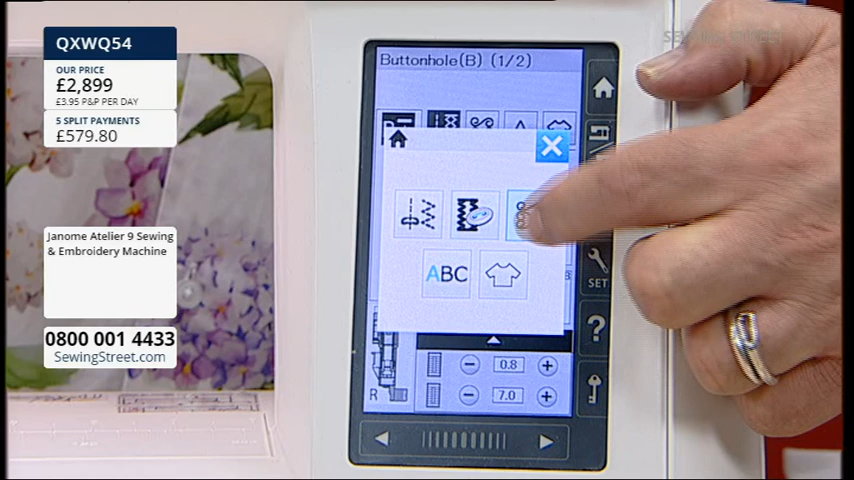 QXWQ54
OUR PRICE
£2,899
£3.95 P&P PER DAY
5 SPLIT PAYMENTS
£579.80
Janome Atelier 9 Sewing
& Embroidery Machine
0800 001 4433
SewingStreet.com
Buttonhole(B) (1/2)
ABC
SET
?
R
0.8
7.0